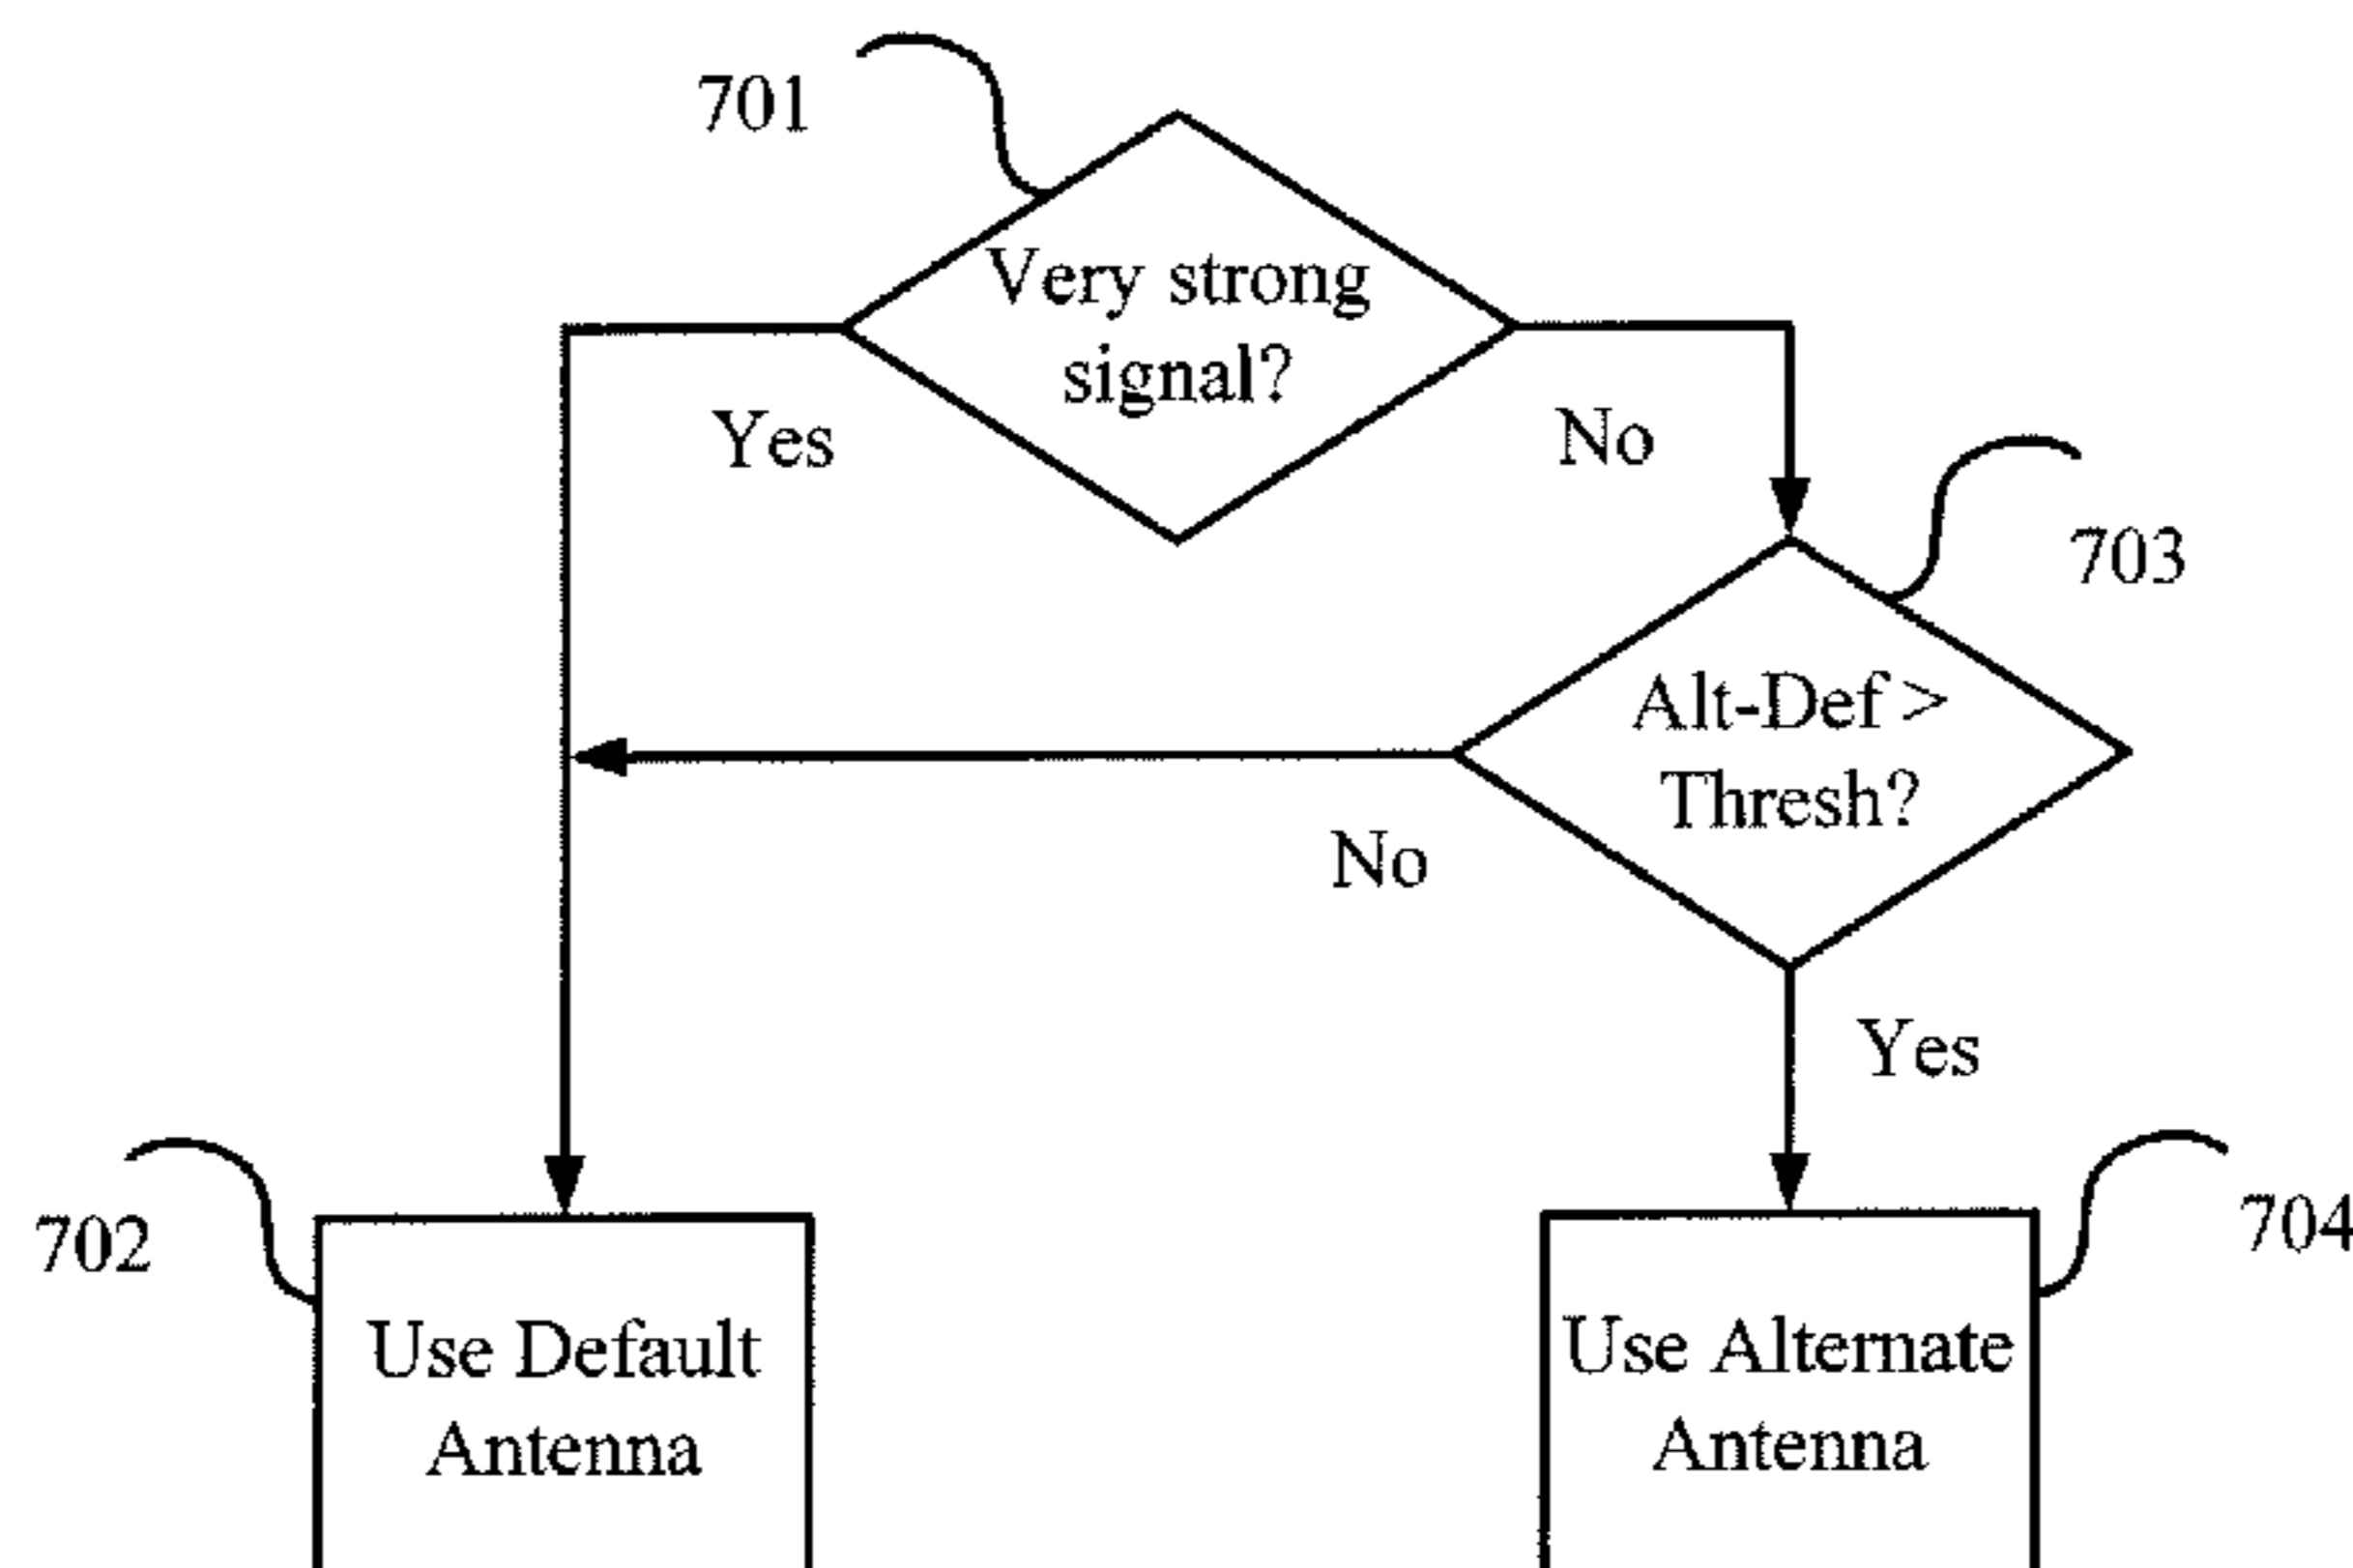 701
Very strong
signal?
Yes
No
703
Alt-Def >
Thresh?
No
Yes
702
704
Use Default
Antenna
Use Alternate
Antenna